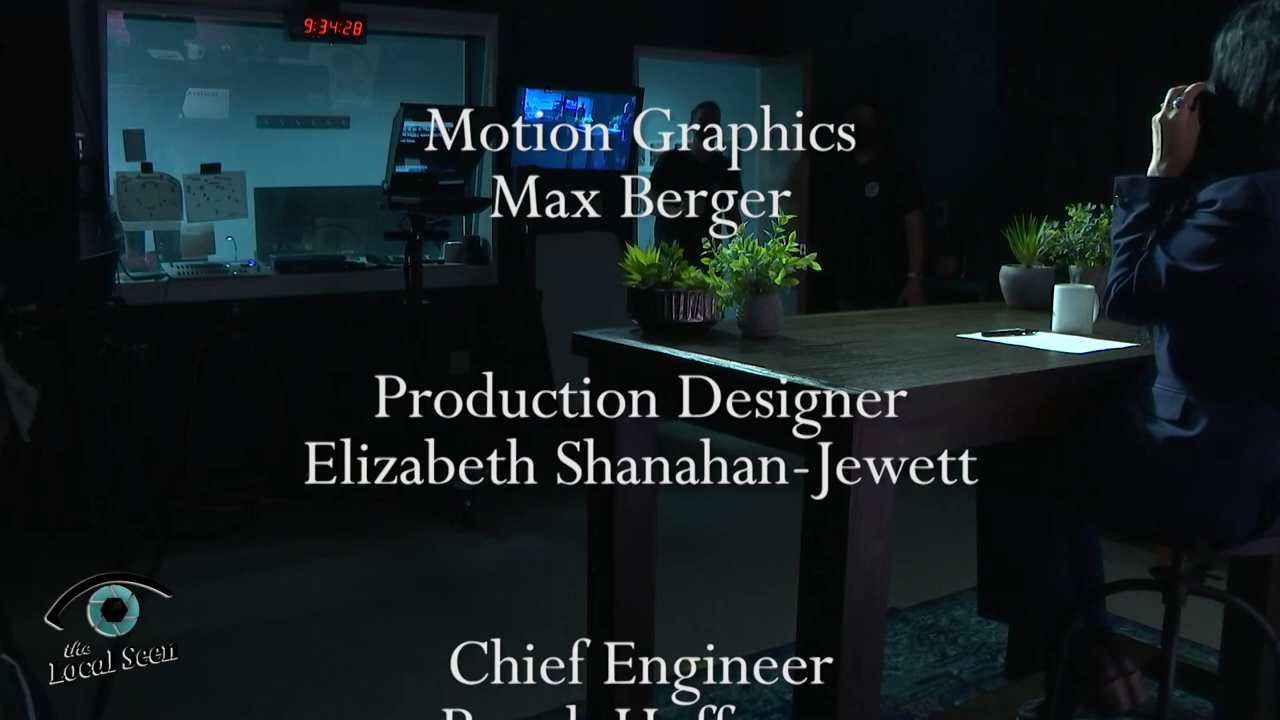 9:34:28
Motion Graphics
Max Berger
Production Designer
Elizabeth Shanahan-Jewett
the
Local Seen
Chief Engineer